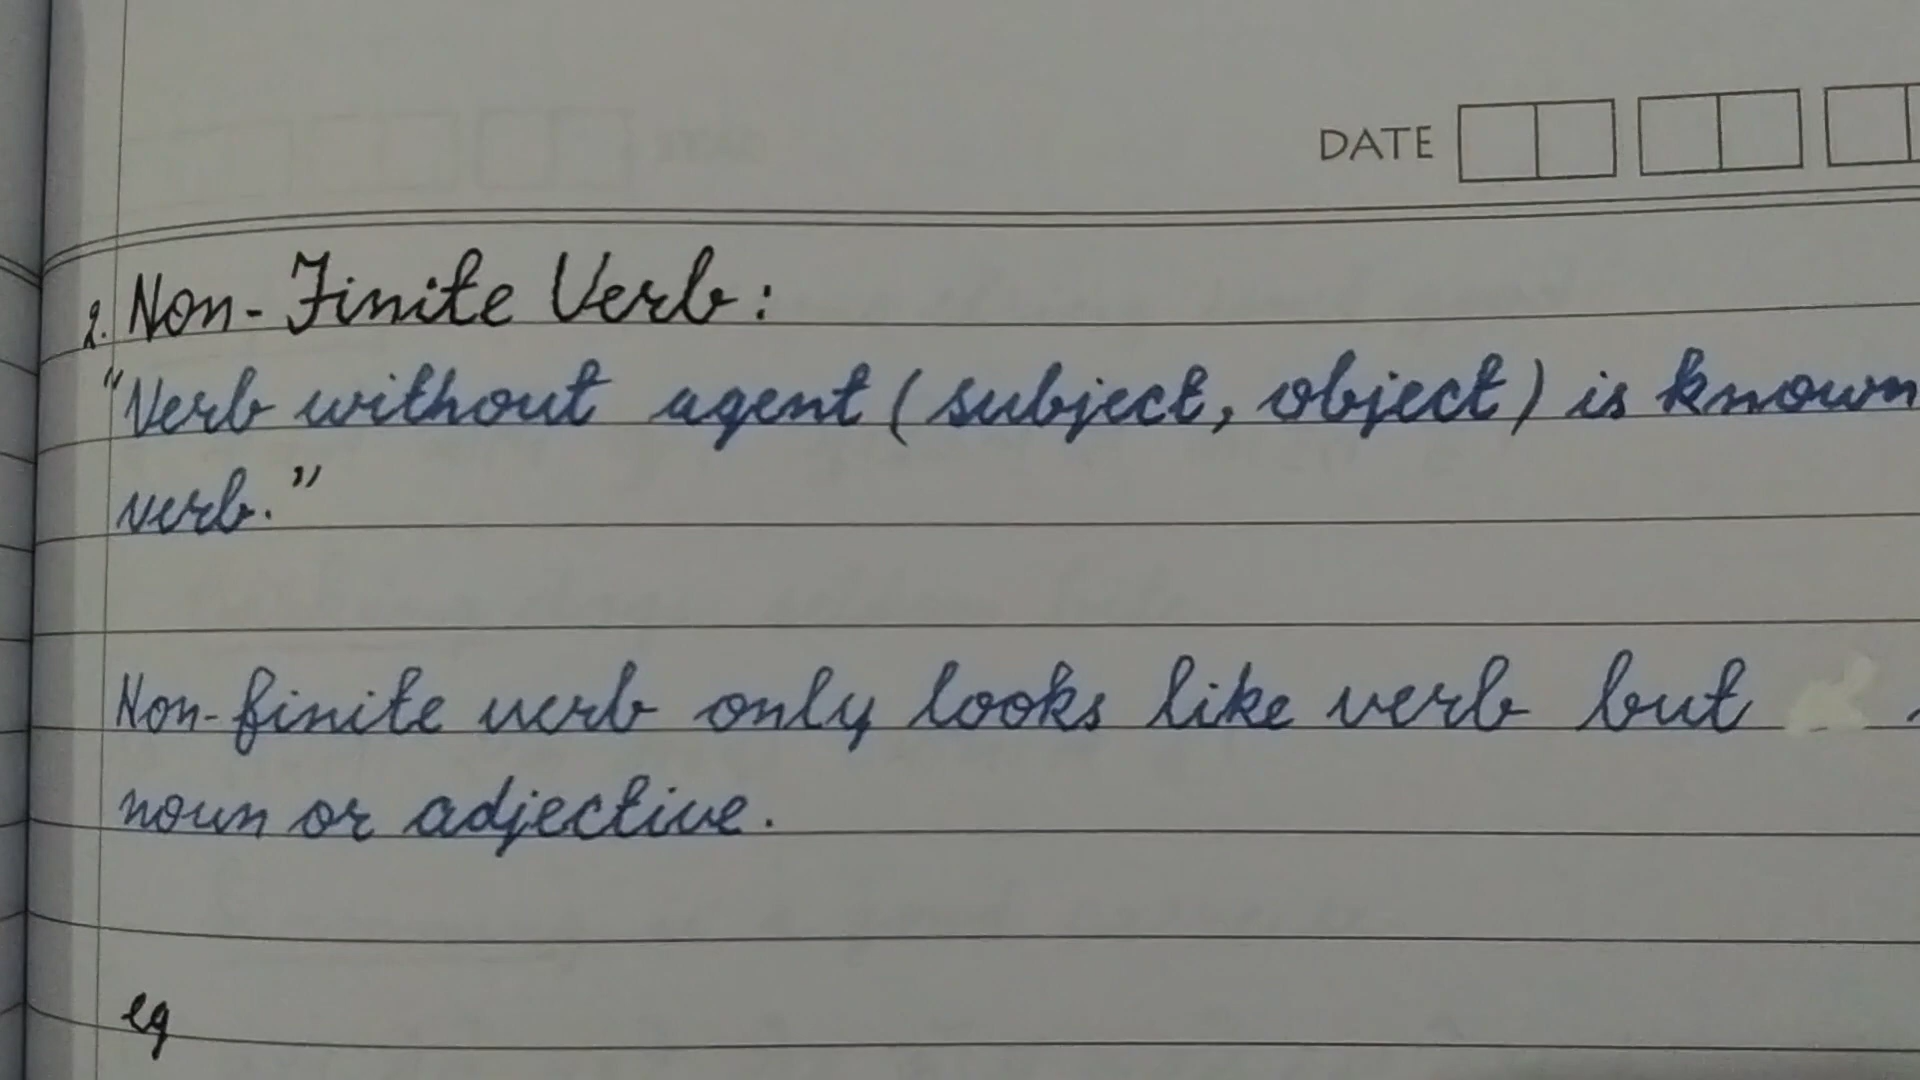 DATE
2. Non-Finite Verb:
"Verb without agent (subject, object) is known
verb."
Non-finite verb only looks like verb but
noun or adjective.
eg